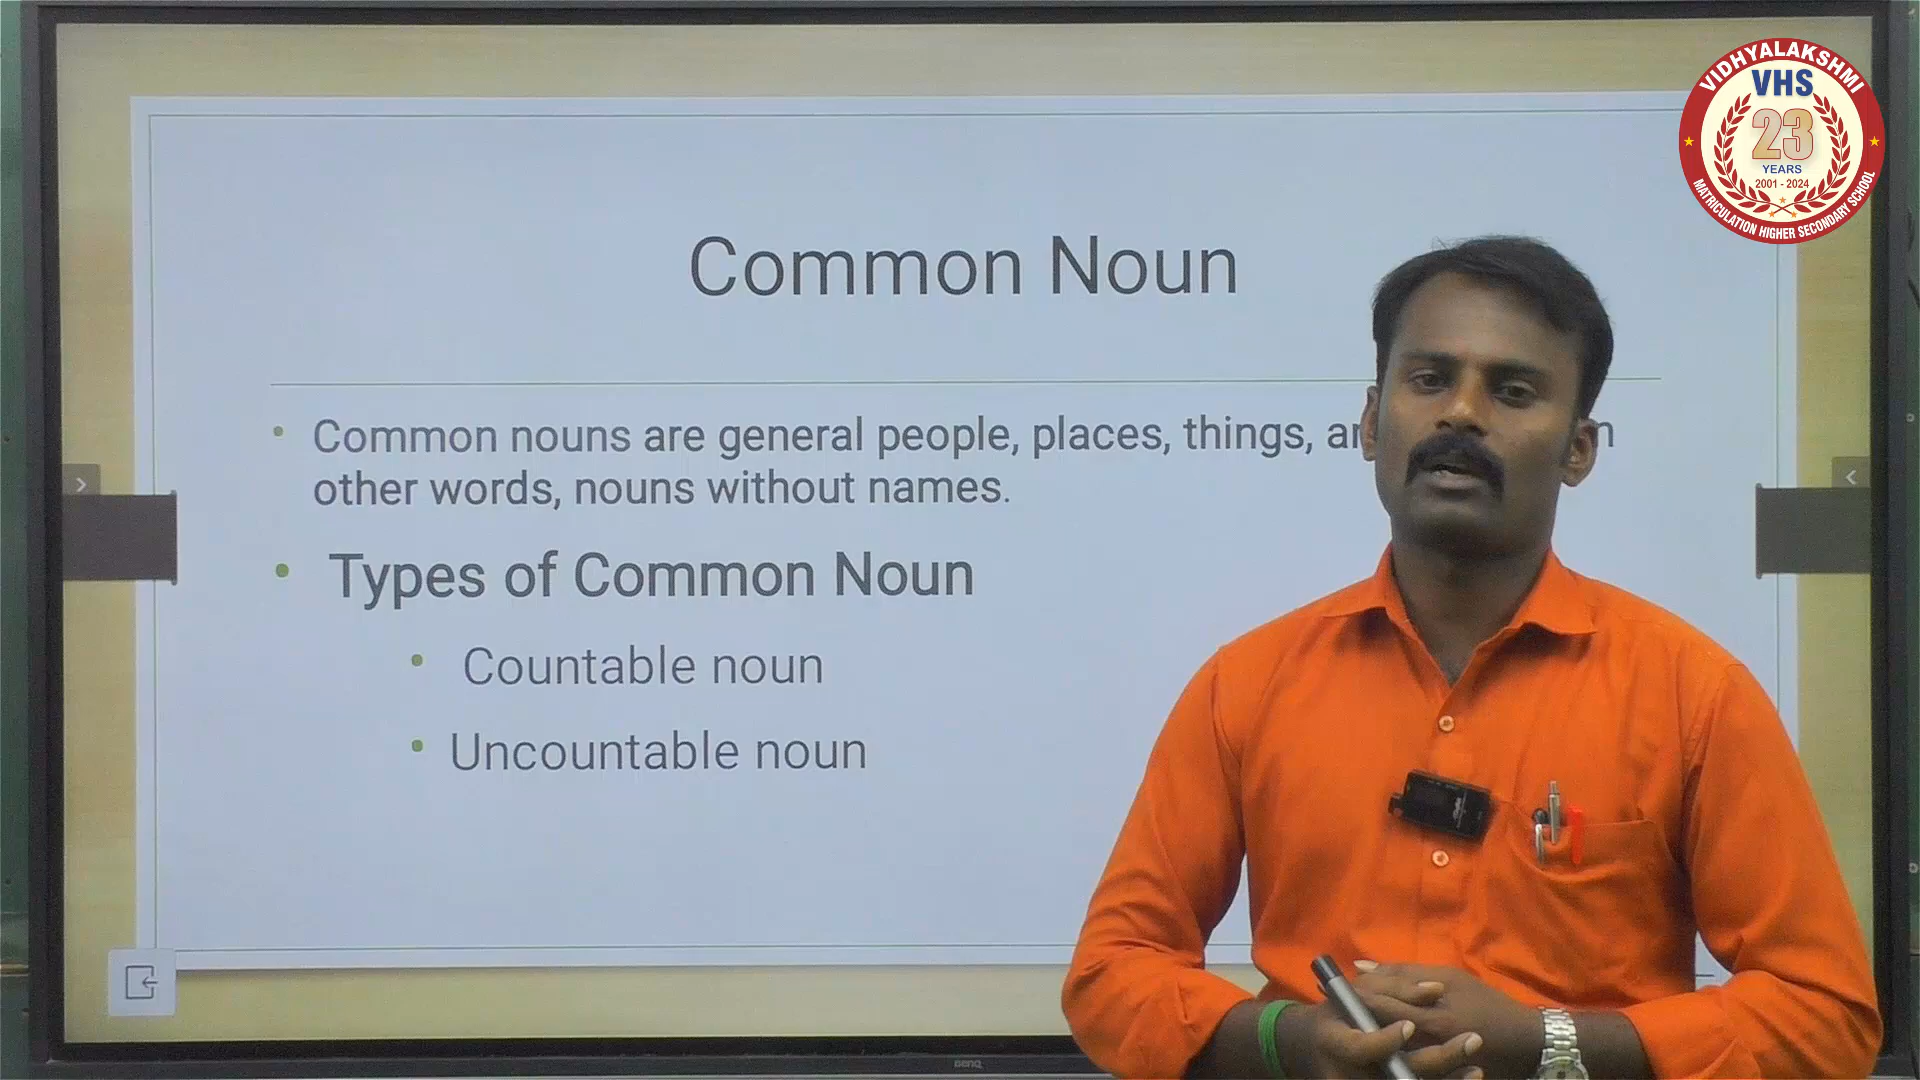 VIDHYALAKSHMI
VHS
23
YEARS
2001 - 2024
MATRICULATION HIGHER SECONDARY SCHOOL
Common Noun
• Common nouns are general people, places, things,
other words, nouns without names.
• Types of Common Noun
• Countable noun
• Uncountable noun
BenQ